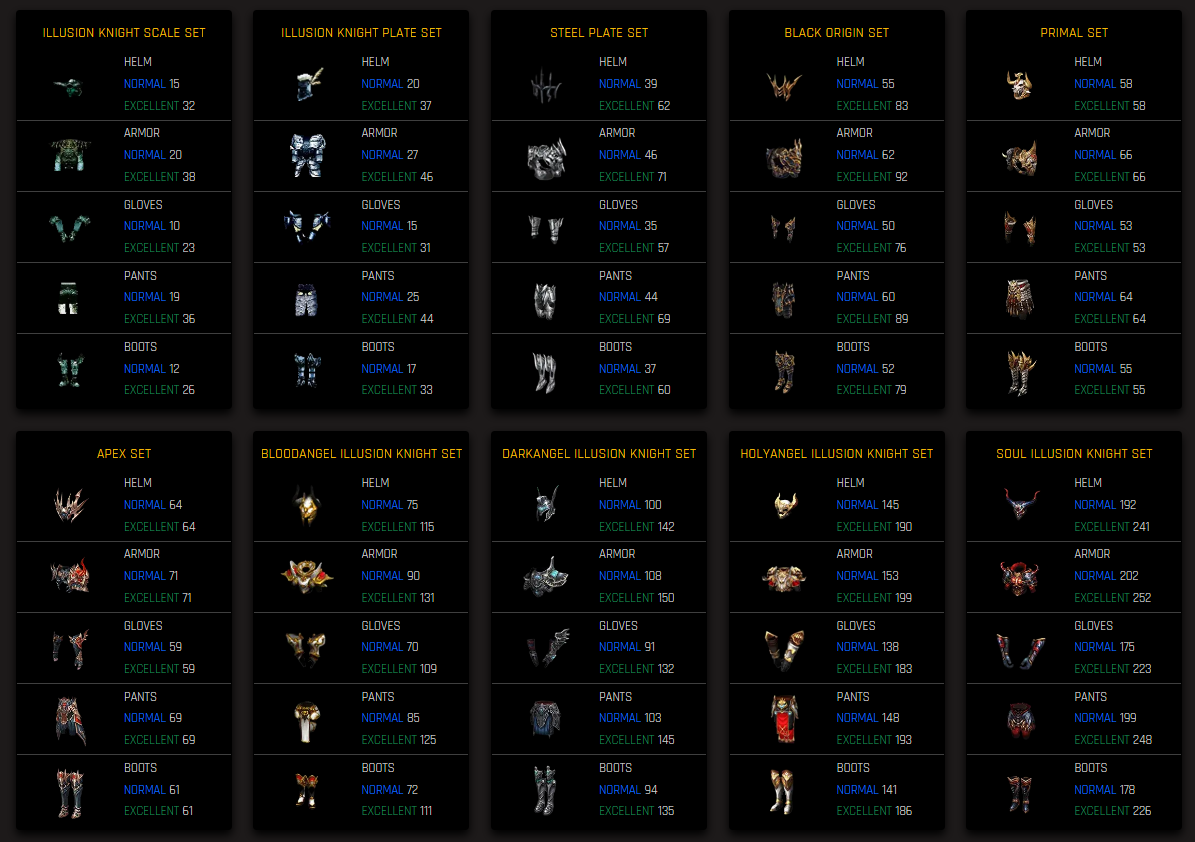 ILLUSION KNIGHT SCALE SET
HELM
NORMAL 15
EXCELLENT 32
ARMOR
NORMAL 20
EXCELLENT 38
GLOVES
NORMAL 10
EXCELLENT 23
PANTS
NORMAL 19
EXCELLENT 36
BOOTS
NORMAL 12
EXCELLENT 26
ILLUSION KNIGHT PLATE SET
HELM
NORMAL 20
EXCELLENT 37
ARMOR
NORMAL 27
EXCELLENT 46
GLOVES
NORMAL 15
EXCELLENT 31
PANTS
NORMAL 25
EXCELLENT 44
BOOTS
NORMAL 17
EXCELLENT 33
STEEL PLATE SET
HELM
NORMAL 39
EXCELLENT 62
ARMOR
NORMAL 46
EXCELLENT 71
GLOVES
NORMAL 35
EXCELLENT 57
PANTS
NORMAL 44
EXCELLENT 69
BOOTS
NORMAL 37
EXCELLENT 60
BLACK ORIGIN SET
HELM
NORMAL 55
EXCELLENT 83
ARMOR
NORMAL 62
EXCELLENT 92
GLOVES
NORMAL 50
EXCELLENT 76
PANTS
NORMAL 60
EXCELLENT 89
BOOTS
NORMAL 52
EXCELLENT 79
PRIMAL SET
HELM
NORMAL 58
EXCELLENT 58
ARMOR
NORMAL 66
EXCELLENT 66
GLOVES
NORMAL 53
EXCELLENT 53
PANTS
NORMAL 64
EXCELLENT 64
BOOTS
NORMAL 55
EXCELLENT 55
APEX SET
HELM
NORMAL 64
EXCELLENT 64
ARMOR
NORMAL 71
EXCELLENT 71
GLOVES
NORMAL 59
EXCELLENT 59
PANTS
NORMAL 69
EXCELLENT 69
BOOTS
NORMAL 61
EXCELLENT 61
BLOODANGEL ILLUSION KNIGHT SET
HELM
NORMAL 75
EXCELLENT 115
ARMOR
NORMAL 90
EXCELLENT 131
GLOVES
NORMAL 70
EXCELLENT 109
PANTS
NORMAL 85
EXCELLENT 125
BOOTS
NORMAL 72
EXCELLENT 111
DARKANGEL ILLUSION KNIGHT SET
HELM
NORMAL 100
EXCELLENT 142
ARMOR
NORMAL 108
EXCELLENT 150
GLOVES
NORMAL 91
EXCELLENT 132
PANTS
NORMAL 103
EXCELLENT 145
BOOTS
NORMAL 94
EXCELLENT 135
HOLYANGEL ILLUSION KNIGHT SET
HELM
NORMAL 145
EXCELLENT 190
ARMOR
NORMAL 153
EXCELLENT 199
GLOVES
NORMAL 138
EXCELLENT 183
PANTS
NORMAL 148
EXCELLENT 193
BOOTS
NORMAL 141
EXCELLENT 186
SOUL ILLUSION KNIGHT SET
HELM
NORMAL 192
EXCELLENT 241
ARMOR
NORMAL 202
EXCELLENT 252
GLOVES
NORMAL 175
EXCELLENT 223
PANTS
NORMAL 199
EXCELLENT 248
BOOTS
NORMAL 178
EXCELLENT 226